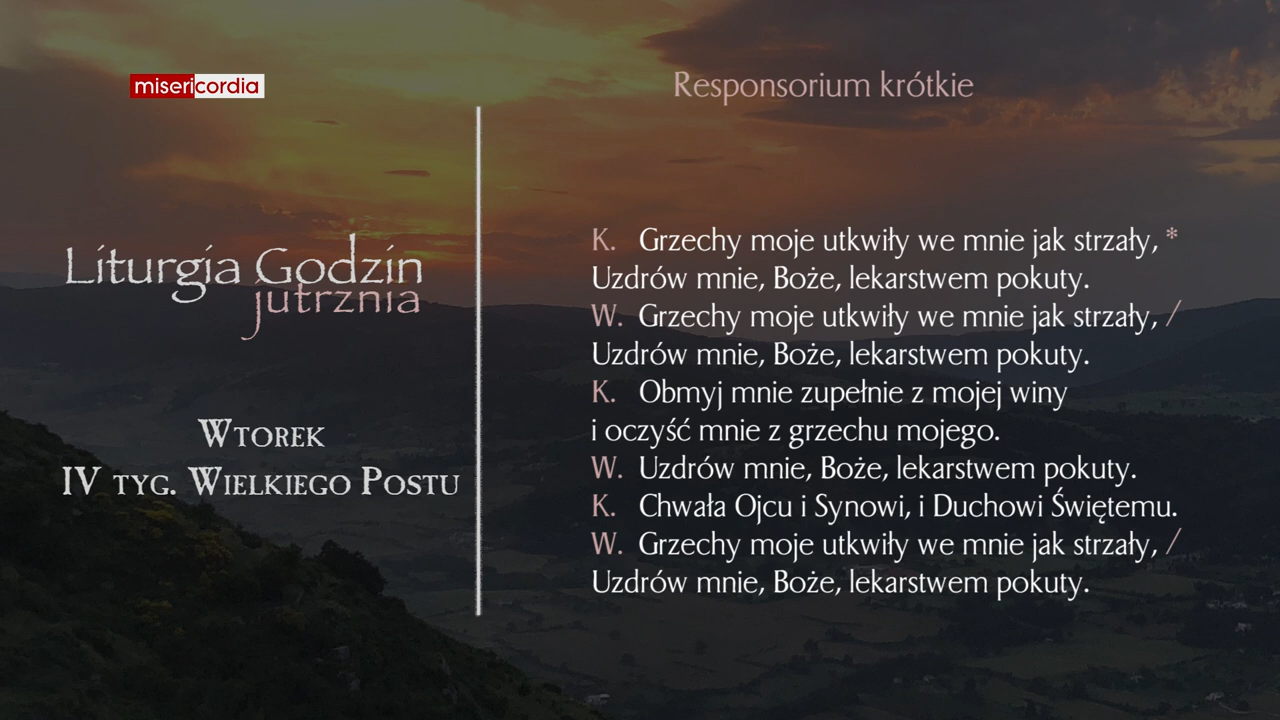 misericordia
Liturgia Godzin
jutrznia
Wtorek
IV tyg. Wielkiego Postu
Responsorium krótkie
K. Grzechy moje utkwiły we mnie jak strzały, *
Uzdrów mnie, Boże, lekarstwem pokuty.
W. Grzechy moje utkwiły we mnie jak strzały, /
Uzdrów mnie, Boże, lekarstwem pokuty.
K. Obmyj mnie zupełnie z mojej winy
i oczyść mnie z grzechu mojego.
W. Uzdrów mnie, Boże, lekarstwem pokuty.
K. Chwała Ojcu i Synowi, i Duchowi Świętemu.
W. Grzechy moje utkwiły we mnie jak strzały, /
Uzdrów mnie, Boże, lekarstwem pokuty.